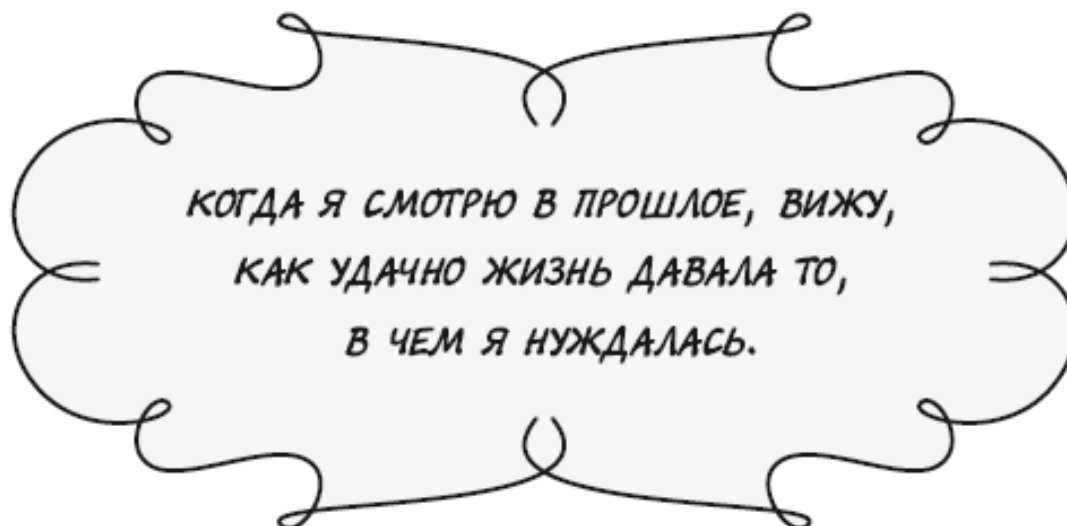 КОГДА Я СМОТРЮ В ПРОШЛОЕ, ВИЖУ,
КАК УДАЧНО ЖИЗНЬ ДАВАЛА ТО,
В ЧЕМ Я НУЖДАЛАСЬ.